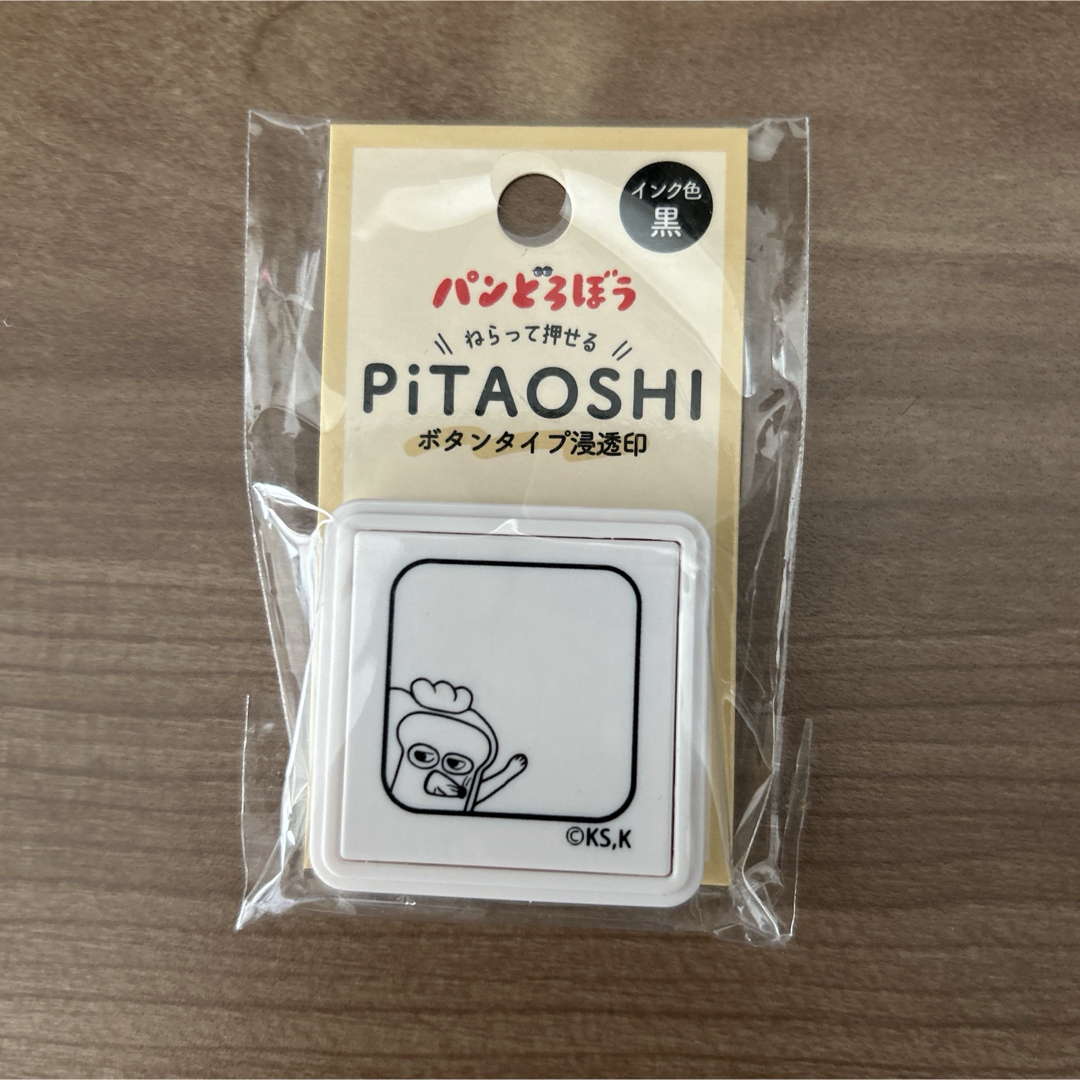 インク色
黒
パンどろぼう
ねらって押せる
PiTAOSHI
ボタンタイプ浸透印
©KS,K